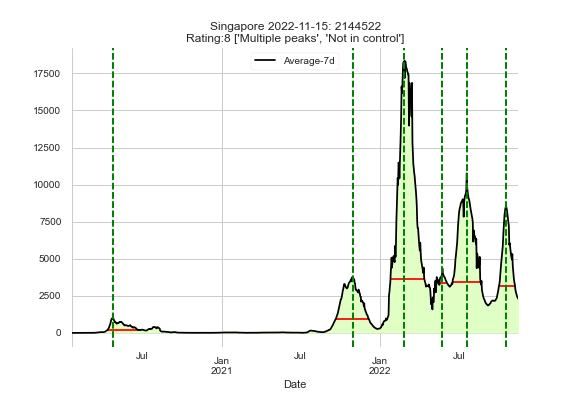 Singapore 2022-11-15: 2144522
Rating:8 ['Multiple peaks', 'Not in control']
Average-7d
17500
15000
12500
10000
7500
5000
2500
0
Jul
Jan
2021
Jul
Jan
2022
Jul
Date